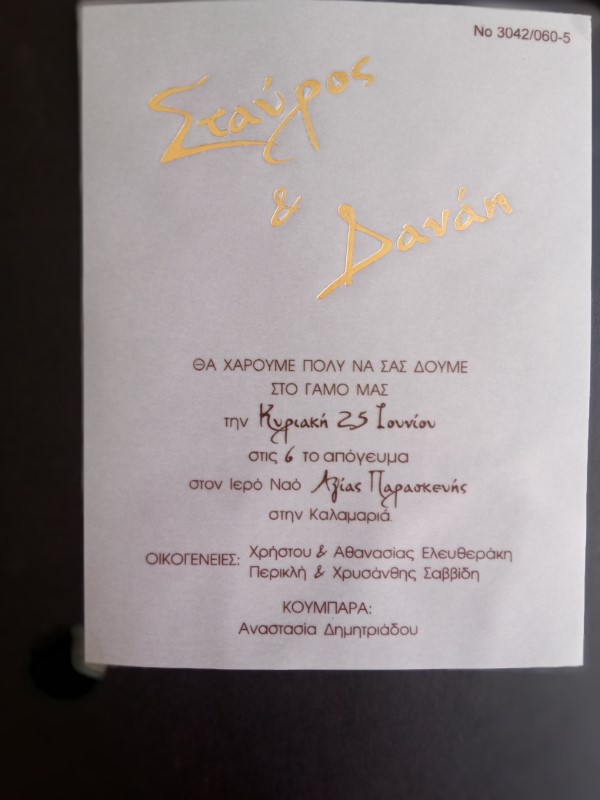 No 3042/060-5
Σταύρος
&
Δανάη
ΘΑ ΧΑΡΟΥΜΕ ΠΟΛΥ ΝΑ ΣΑΣ ΔΟΥΜΕ
ΣΤΟ ΓΑΜΟ ΜΑΣ
την Κυριακή 25 Ιουνίου
στις 6 το απόγευμα
στον Ιερό Ναό Αγίας Παρασκευής
στην Καλαμαριά.
ΟΙΚΟΓΕΝΕΙΕΣ: Χρήστου & Αθανασίας Ελευθεράκη
Περικλή & Χρυσάνθης Σαββίδη
ΚΟΥΜΠΑΡΑ:
Αναστασία Δημητριάδου